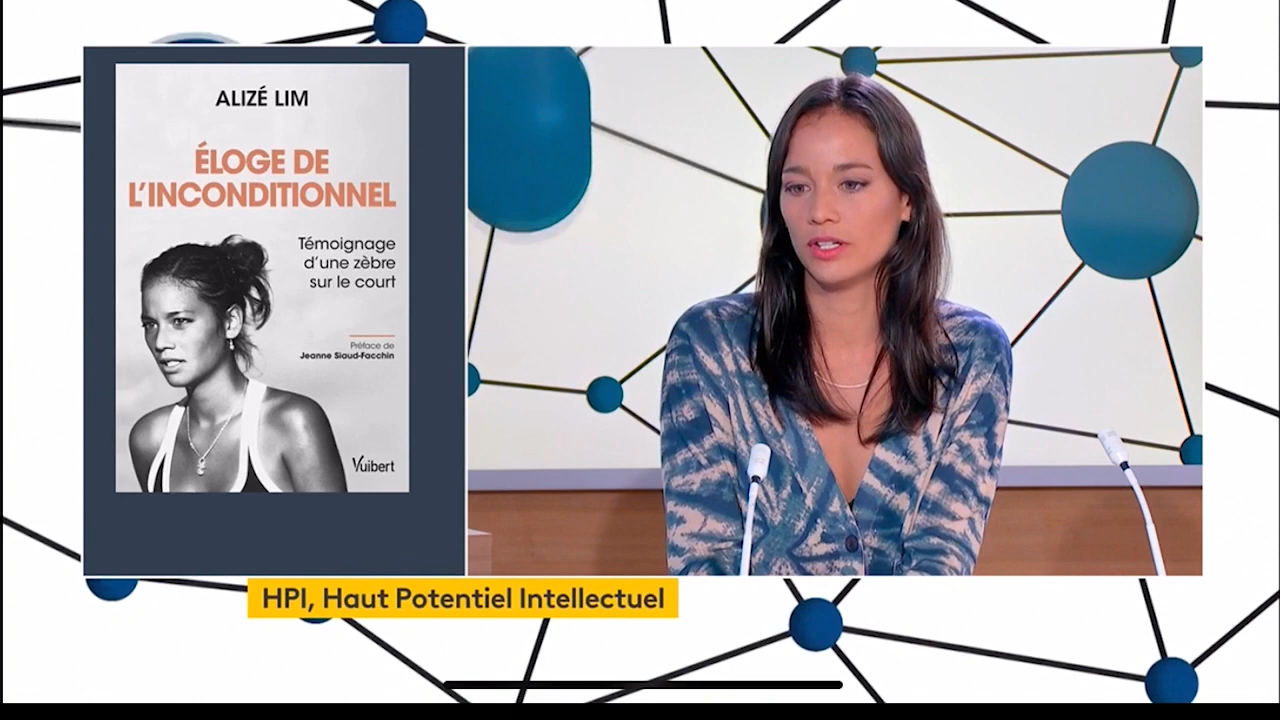 ALIZÉ LIM
ÉLOGE DE
L'INCONDITIONNEL
Témoignage
d'une zèbre
sur le court
Préface de
Jeanne Siaud-Facchin
Vuibert
HPI, Haut Potentiel Intellectuel